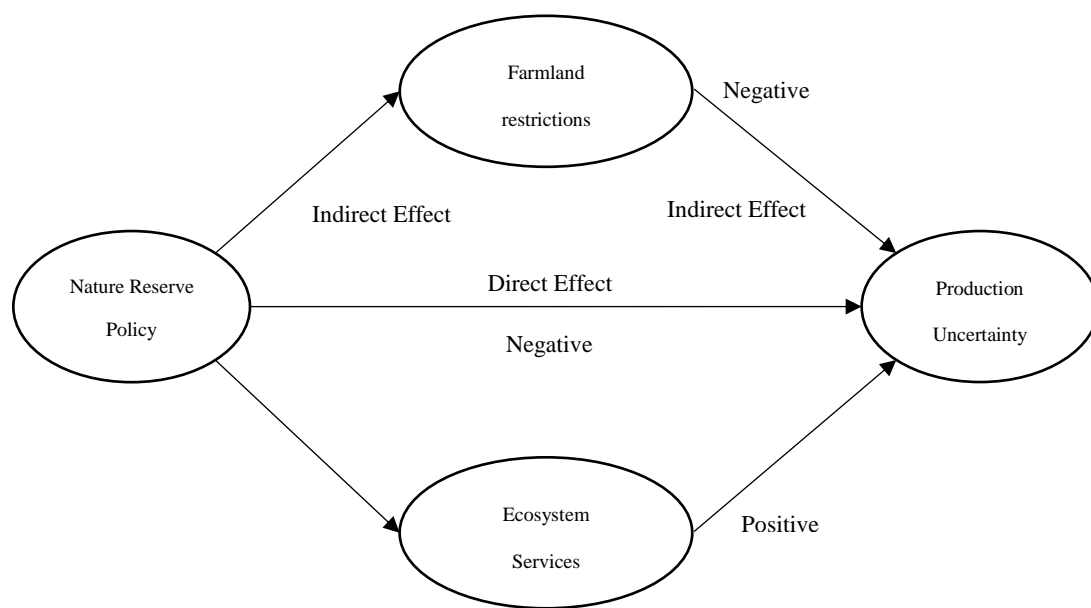 Farmland
restrictions
Negative
Indirect Effect
Indirect Effect
Nature Reserve
Policy
Direct Effect
Negative
Production
Uncertainty
Ecosystem
Services
Positive